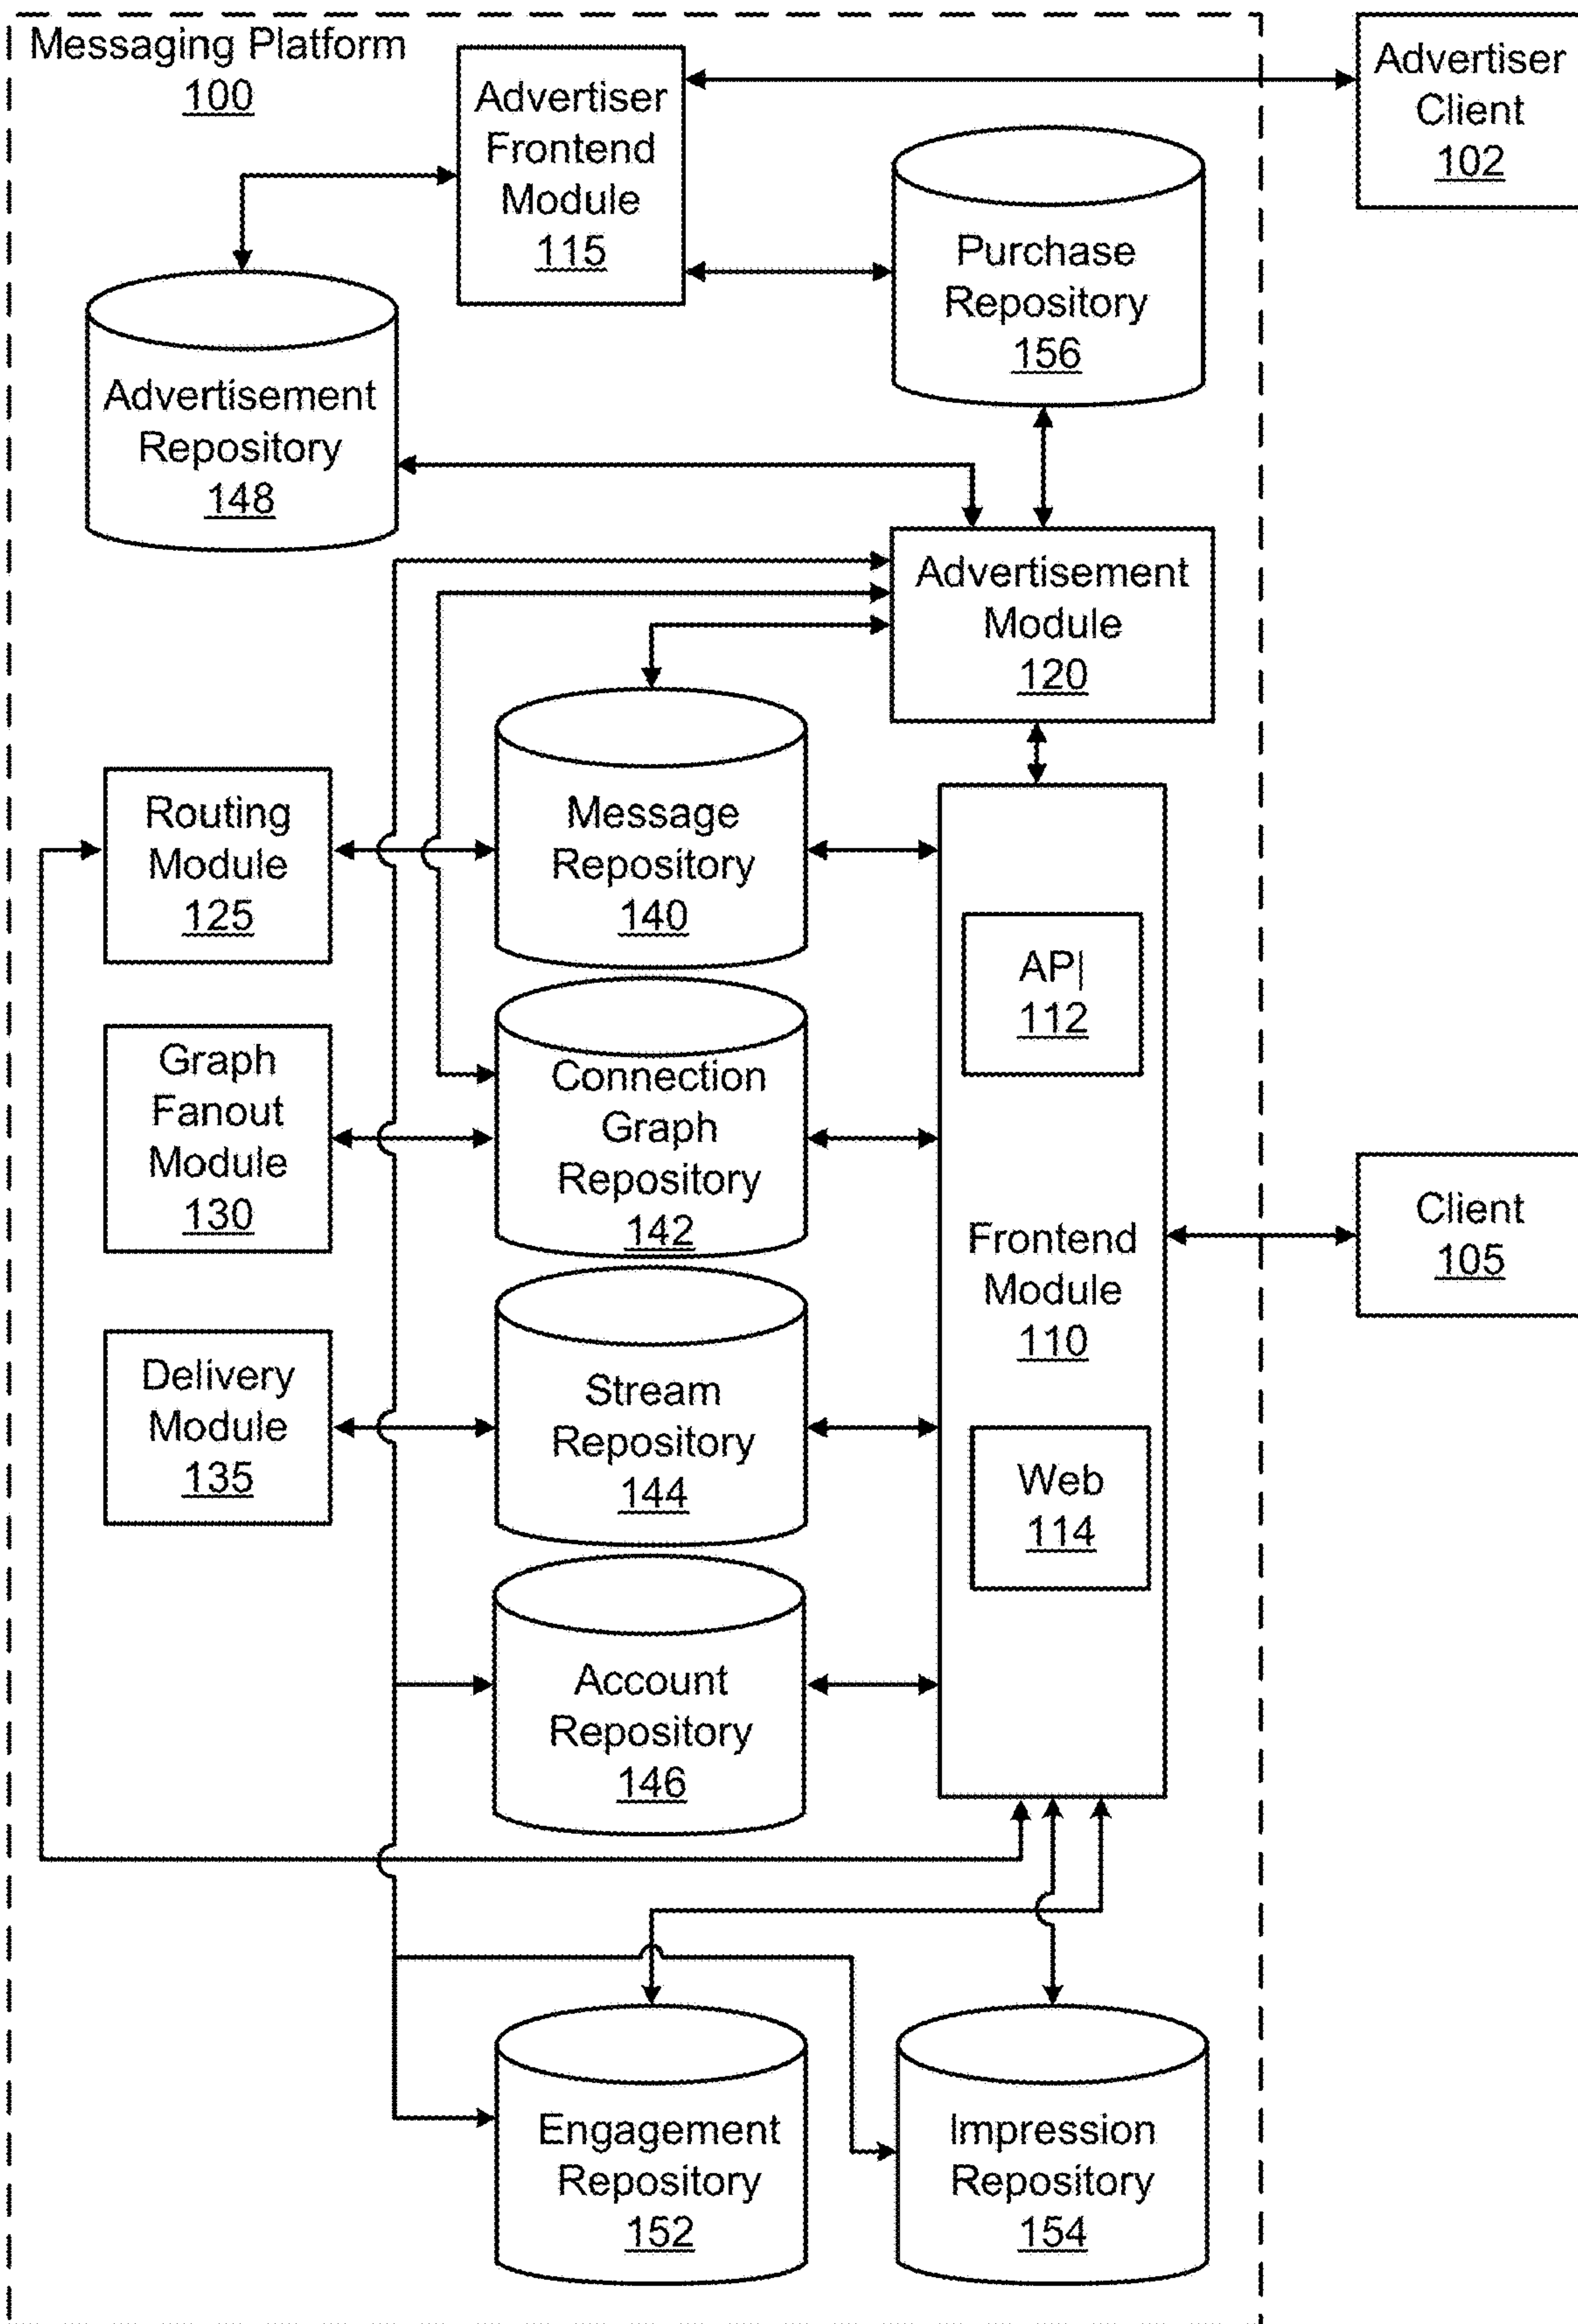 Messaging Platform
100
Advertiser
Frontend
Module
115
Advertiser
Client
102
Purchase
Repository
156
Advertisement
Repository
148
Advertisement
Module
120
Routing
Module
125
Message
Repository
140
API
112
Graph
Fanout
Module
130
Connection
Graph
Repository
142
Frontend
Module
110
Client
105
Delivery
Module
135
Stream
Repository
144
Web
114
Account
Repository
146
Engagement
Repository
152
Impression
Repository
154